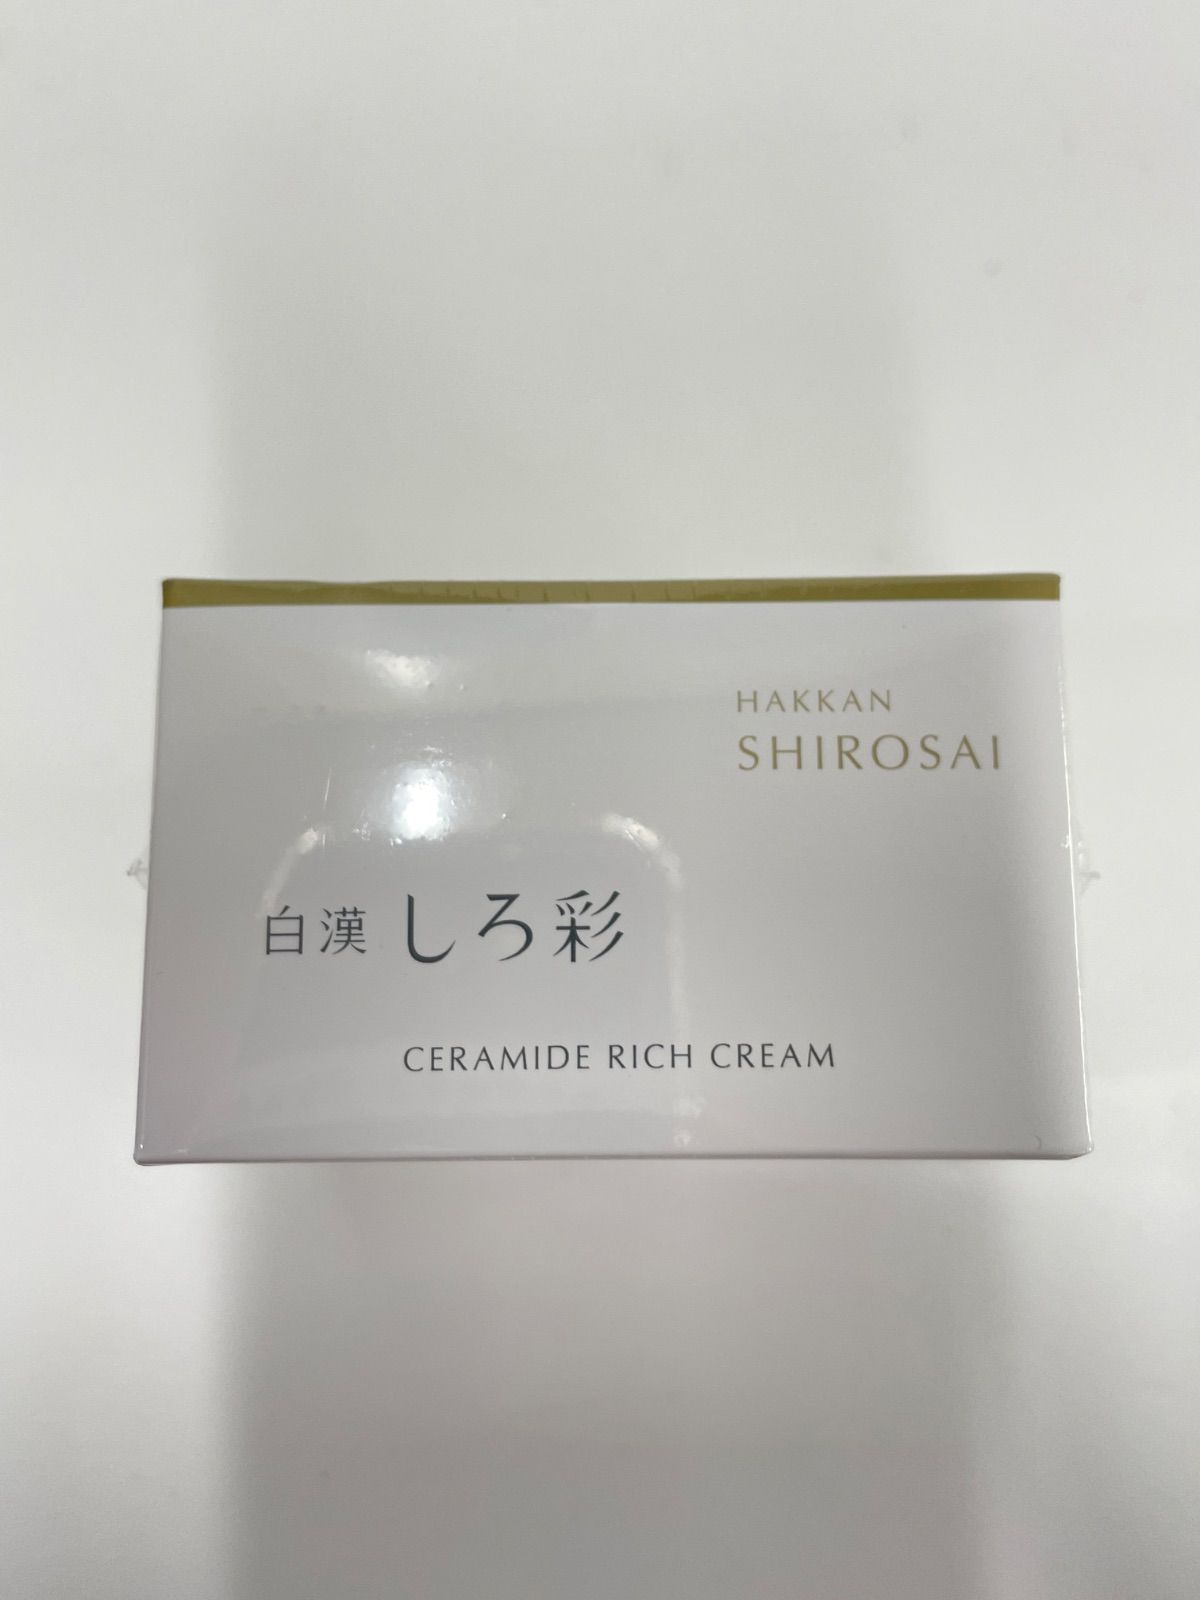 HAKKAN
SHIROSAI
白漢 しろ彩
CERAMIDE RICH CREAM